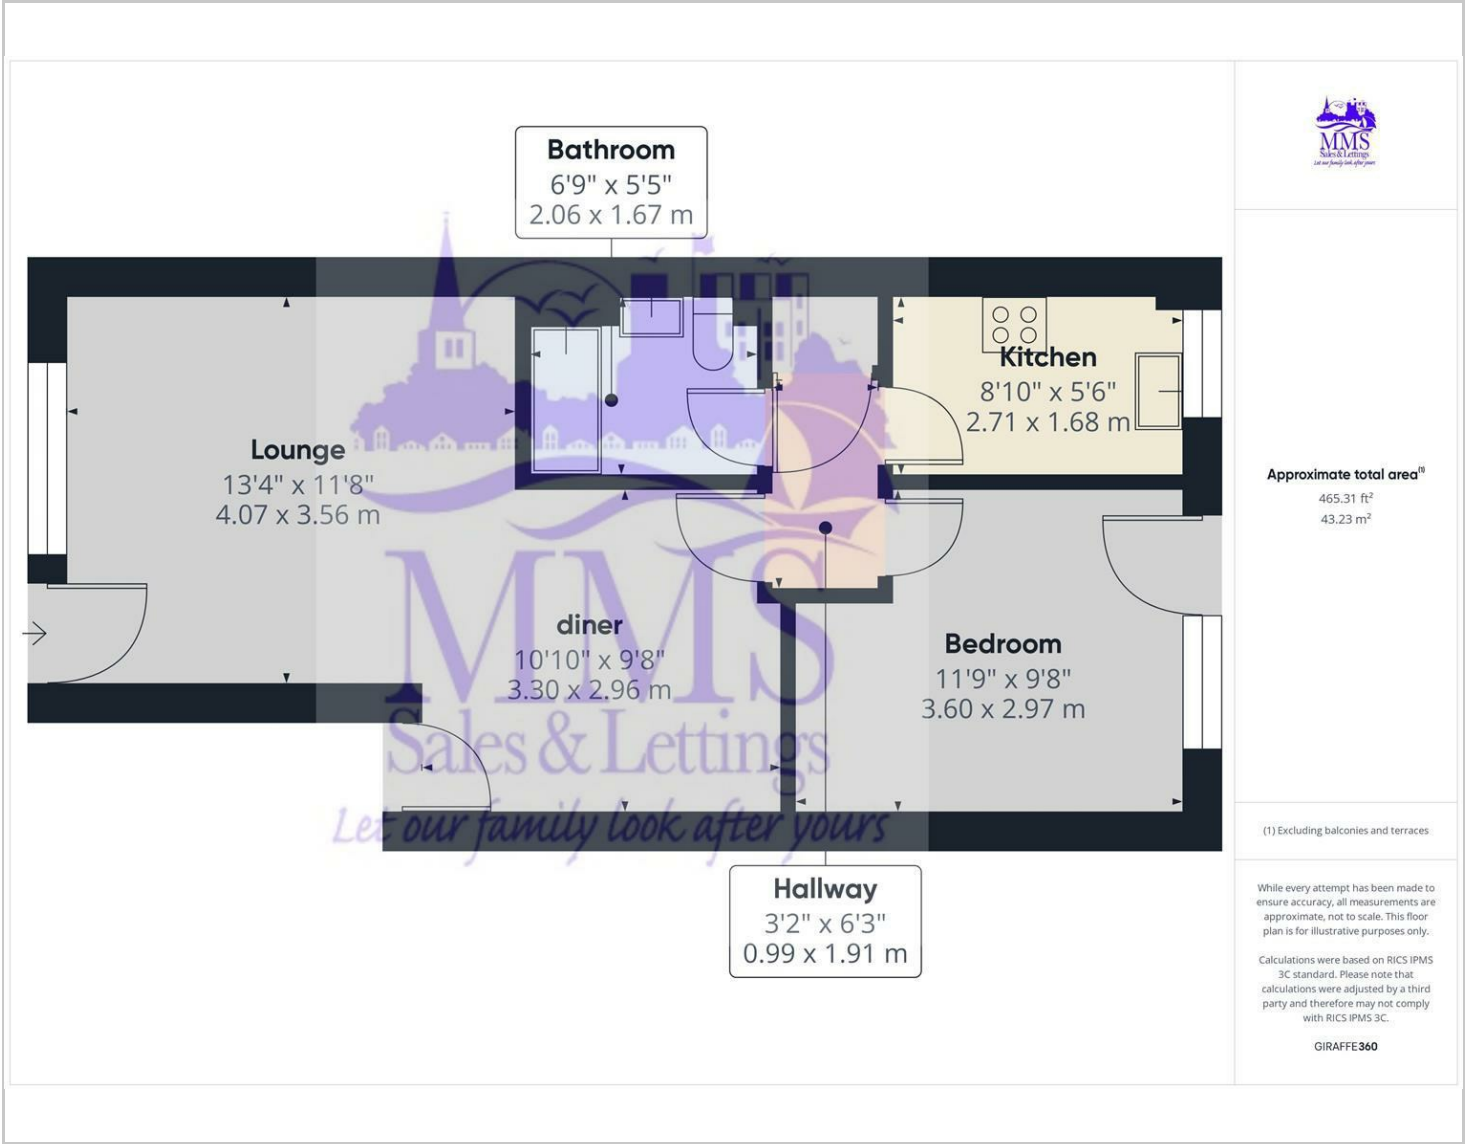 Bathroom
6'9" x 5'5"
2.06 x 1.67 m
MMS
Sales & Lettings
Let our family look after yours
Lounge
13'4" x 11'8"
4.07 x 3.56 m
Kitchen
8'10" x 5'6"
2.71 x 1.68 m
diner
10'10" x 9'8"
3.30 x 2.96 m
Bedroom
11'9" x 9'8"
3.60 x 2.97 m
MMS
Sales & Lettings
Let our family look after yours
Hallway
3'2" x 6'3"
0.99 x 1.91 m
Approximate total area(1)
465.31 ft²
43.23 m²
(1) Excluding balconies and terraces
While every attempt has been made to
ensure accuracy, all measurements are
approximate, not to scale. This floor
plan is for illustrative purposes only.
Calculations were based on RICS IPMS
3C standard. Please note that
calculations were adjusted by a third
party and therefore may not comply
with RICS IPMS 3C.
GIRAFFE360